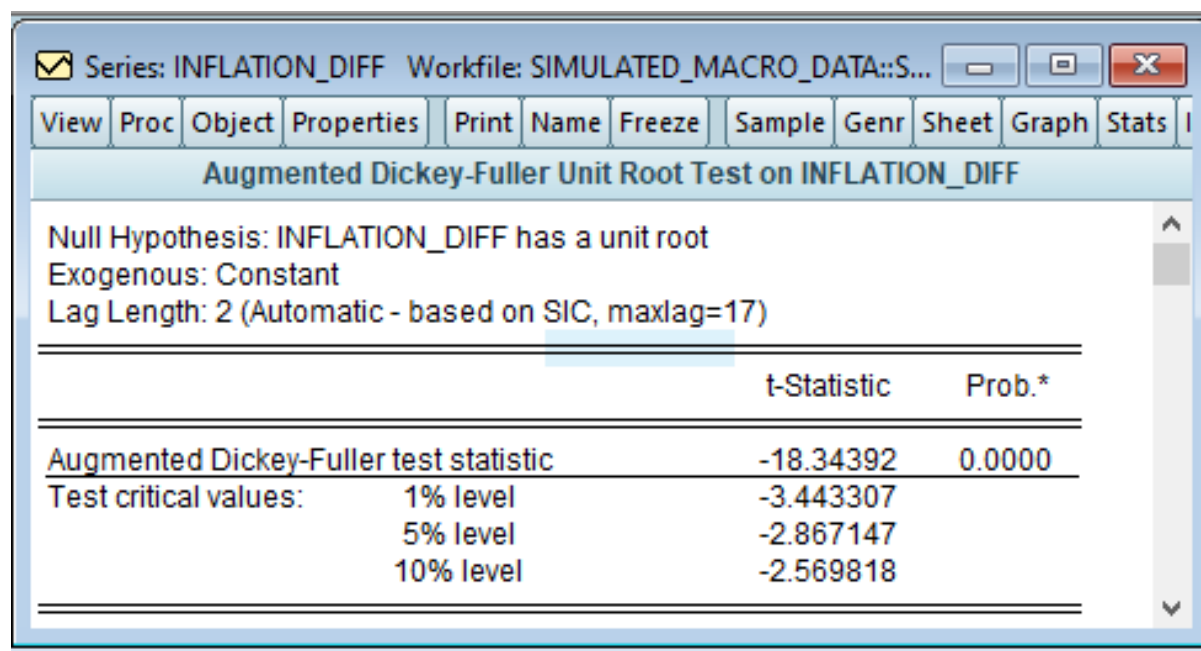 Series: INFLATION_DIFF Workfile: SIMULATED_MACRO_DATA::S...
View Proc Object Properties Print Name Freeze Sample Genr Sheet Graph Stats
Augmented Dickey-Fuller Unit Root Test on INFLATION_DIFF
Null Hypothesis: INFLATION_DIFF has a unit root
Exogenous: Constant
Lag Length: 2 (Automatic - based on SIC, maxlag=17)
t-Statistic Prob.*
Augmented Dickey-Fuller test statistic -18.34392 0.0000
Test critical values: 1% level -3.443307
5% level -2.867147
10% level -2.569818